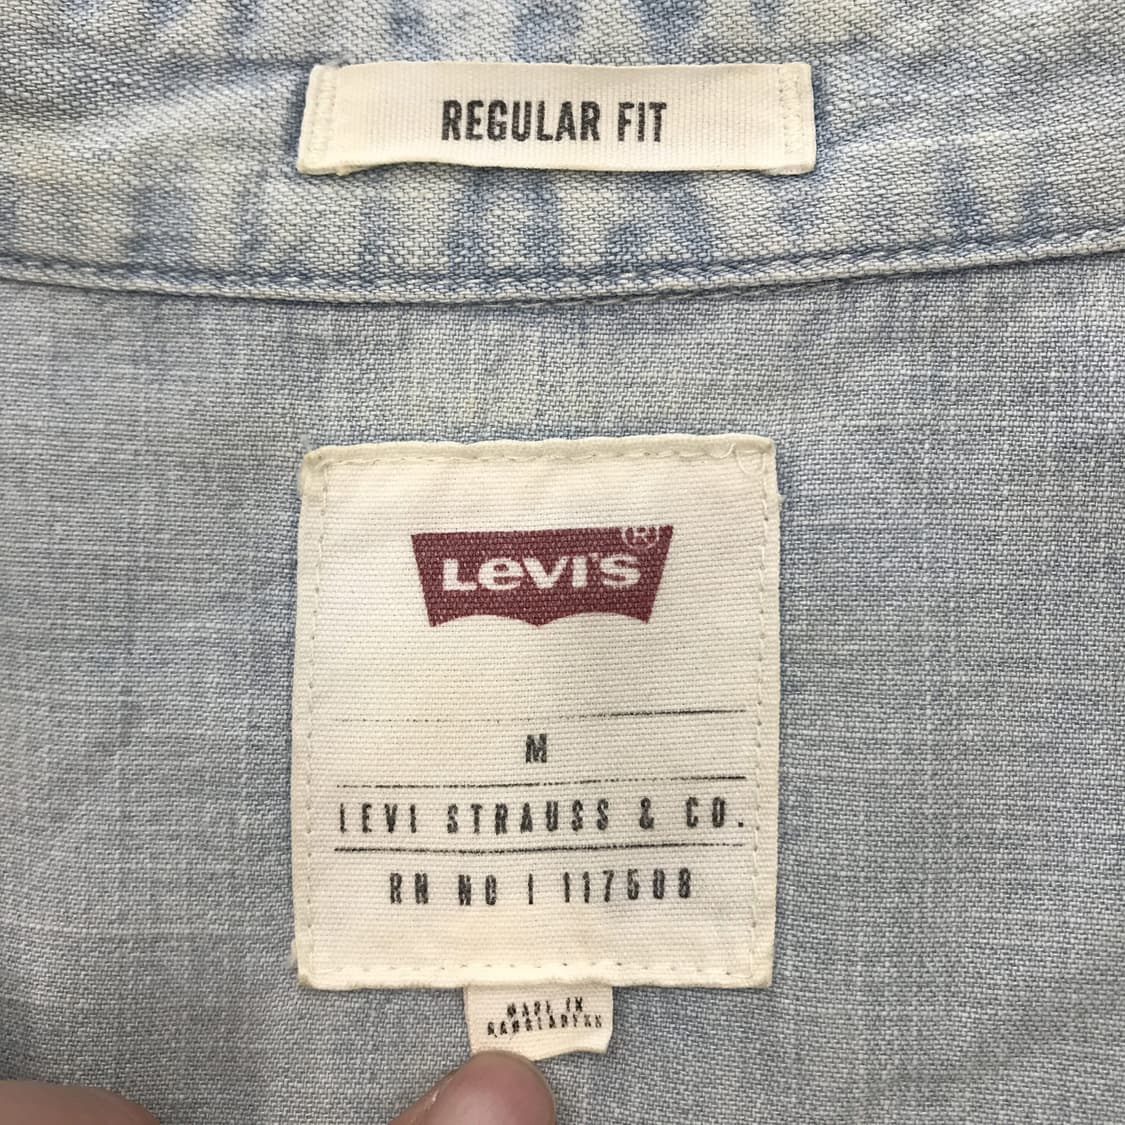 REGULAR FIT
Levi's®
M
LEVI STRAUSS & CO.
RN NO | 117508
MADE IN
BANGLADESH